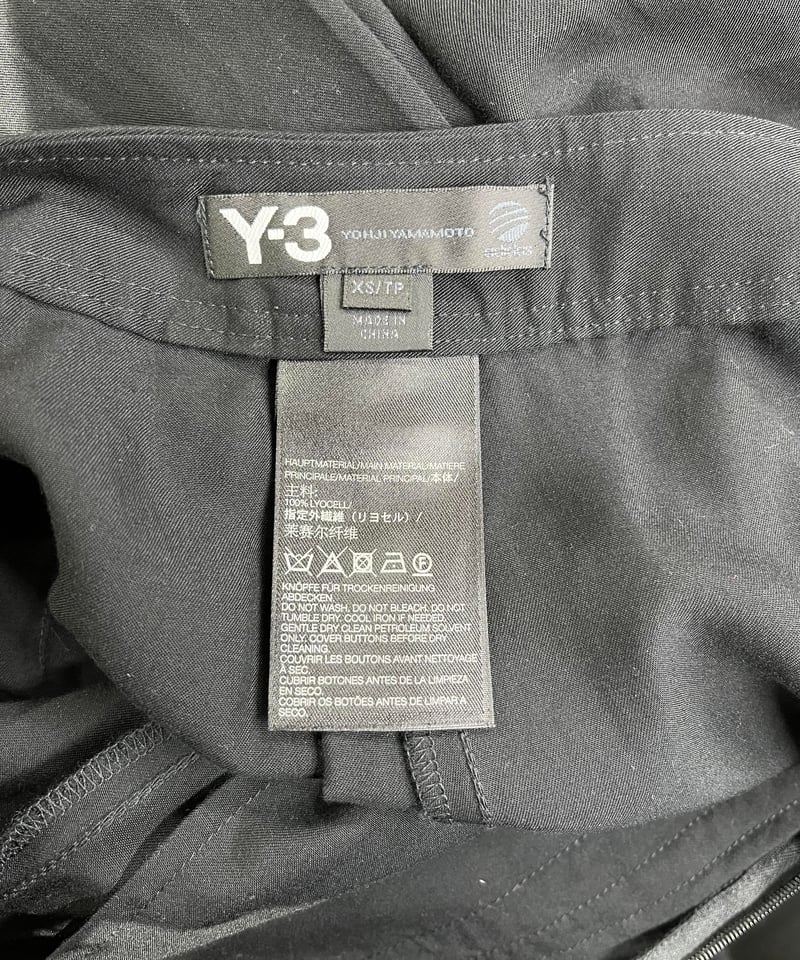 Y-3 YOHJI YAMAMOTO adidas
XS/TP
MADE IN
CHINA
HAUPTMATERIAL/MAIN MATERIAL/MATIERE
PRINCIPALE/MATERIAL PRINCIPAL/本体/
主料:
100% LYOCELL/
指定外繊維（リヨセル）/
莱赛尔纤维
F
KNÖPFE FÜR TROCKENREINIGUNG
ABDECKEN.
DO NOT WASH. DO NOT BLEACH. DO NOT
TUMBLE DRY. COOL IRON IF NEEDED.
GENTLE DRY CLEAN PETROLEUM SOLVENT
ONLY. COVER BUTTONS BEFORE DRY
CLEANING.
COUVRIR LES BOUTONS AVANT NETTOYAGE
À SEC.
CUBRIR BOTONES ANTES DE LA LIMPIEZA
EN SECO.
COBRIR OS BOTÕES ANTES DE LIMPAR A
SECO.